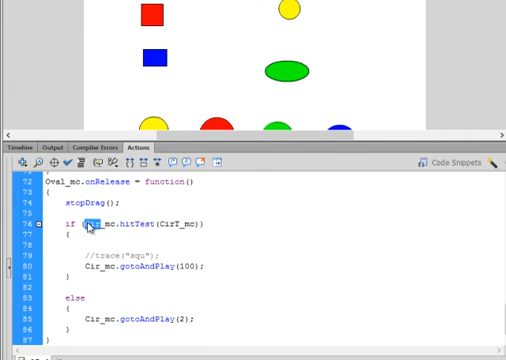 Timeline Output Compiler Errors Actions
Code Snippets
72 Oval_mc.onRelease = function()
73 {
74 stopDrag();
75
76 if (Cir_mc.hitTest(CirT_mc))
77 {
78
79 //trace("squ");
80 Cir_mc.gotoAndPlay(100);
81 }
82
83 else
84 {
85 Cir_mc.gotoAndPlay(2);
86 }
87 }